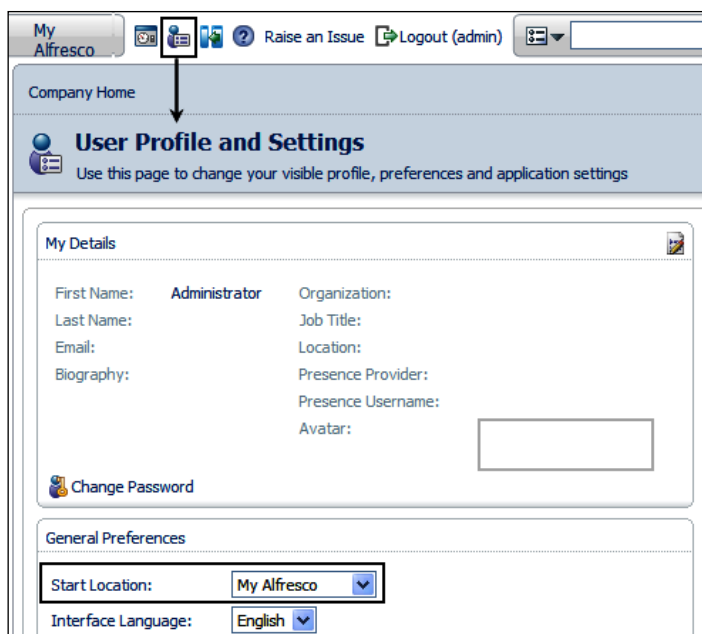 My Alfresco
Raise an Issue Logout (admin)
Company Home
User Profile and Settings
Use this page to change your visible profile, preferences and application settings
My Details
First Name: Administrator Organization:
Last Name: Job Title:
Email: Location:
Biography: Presence Provider:
Presence Username:
Avatar:
Change Password
General Preferences
Start Location: My Alfresco
Interface Language: English